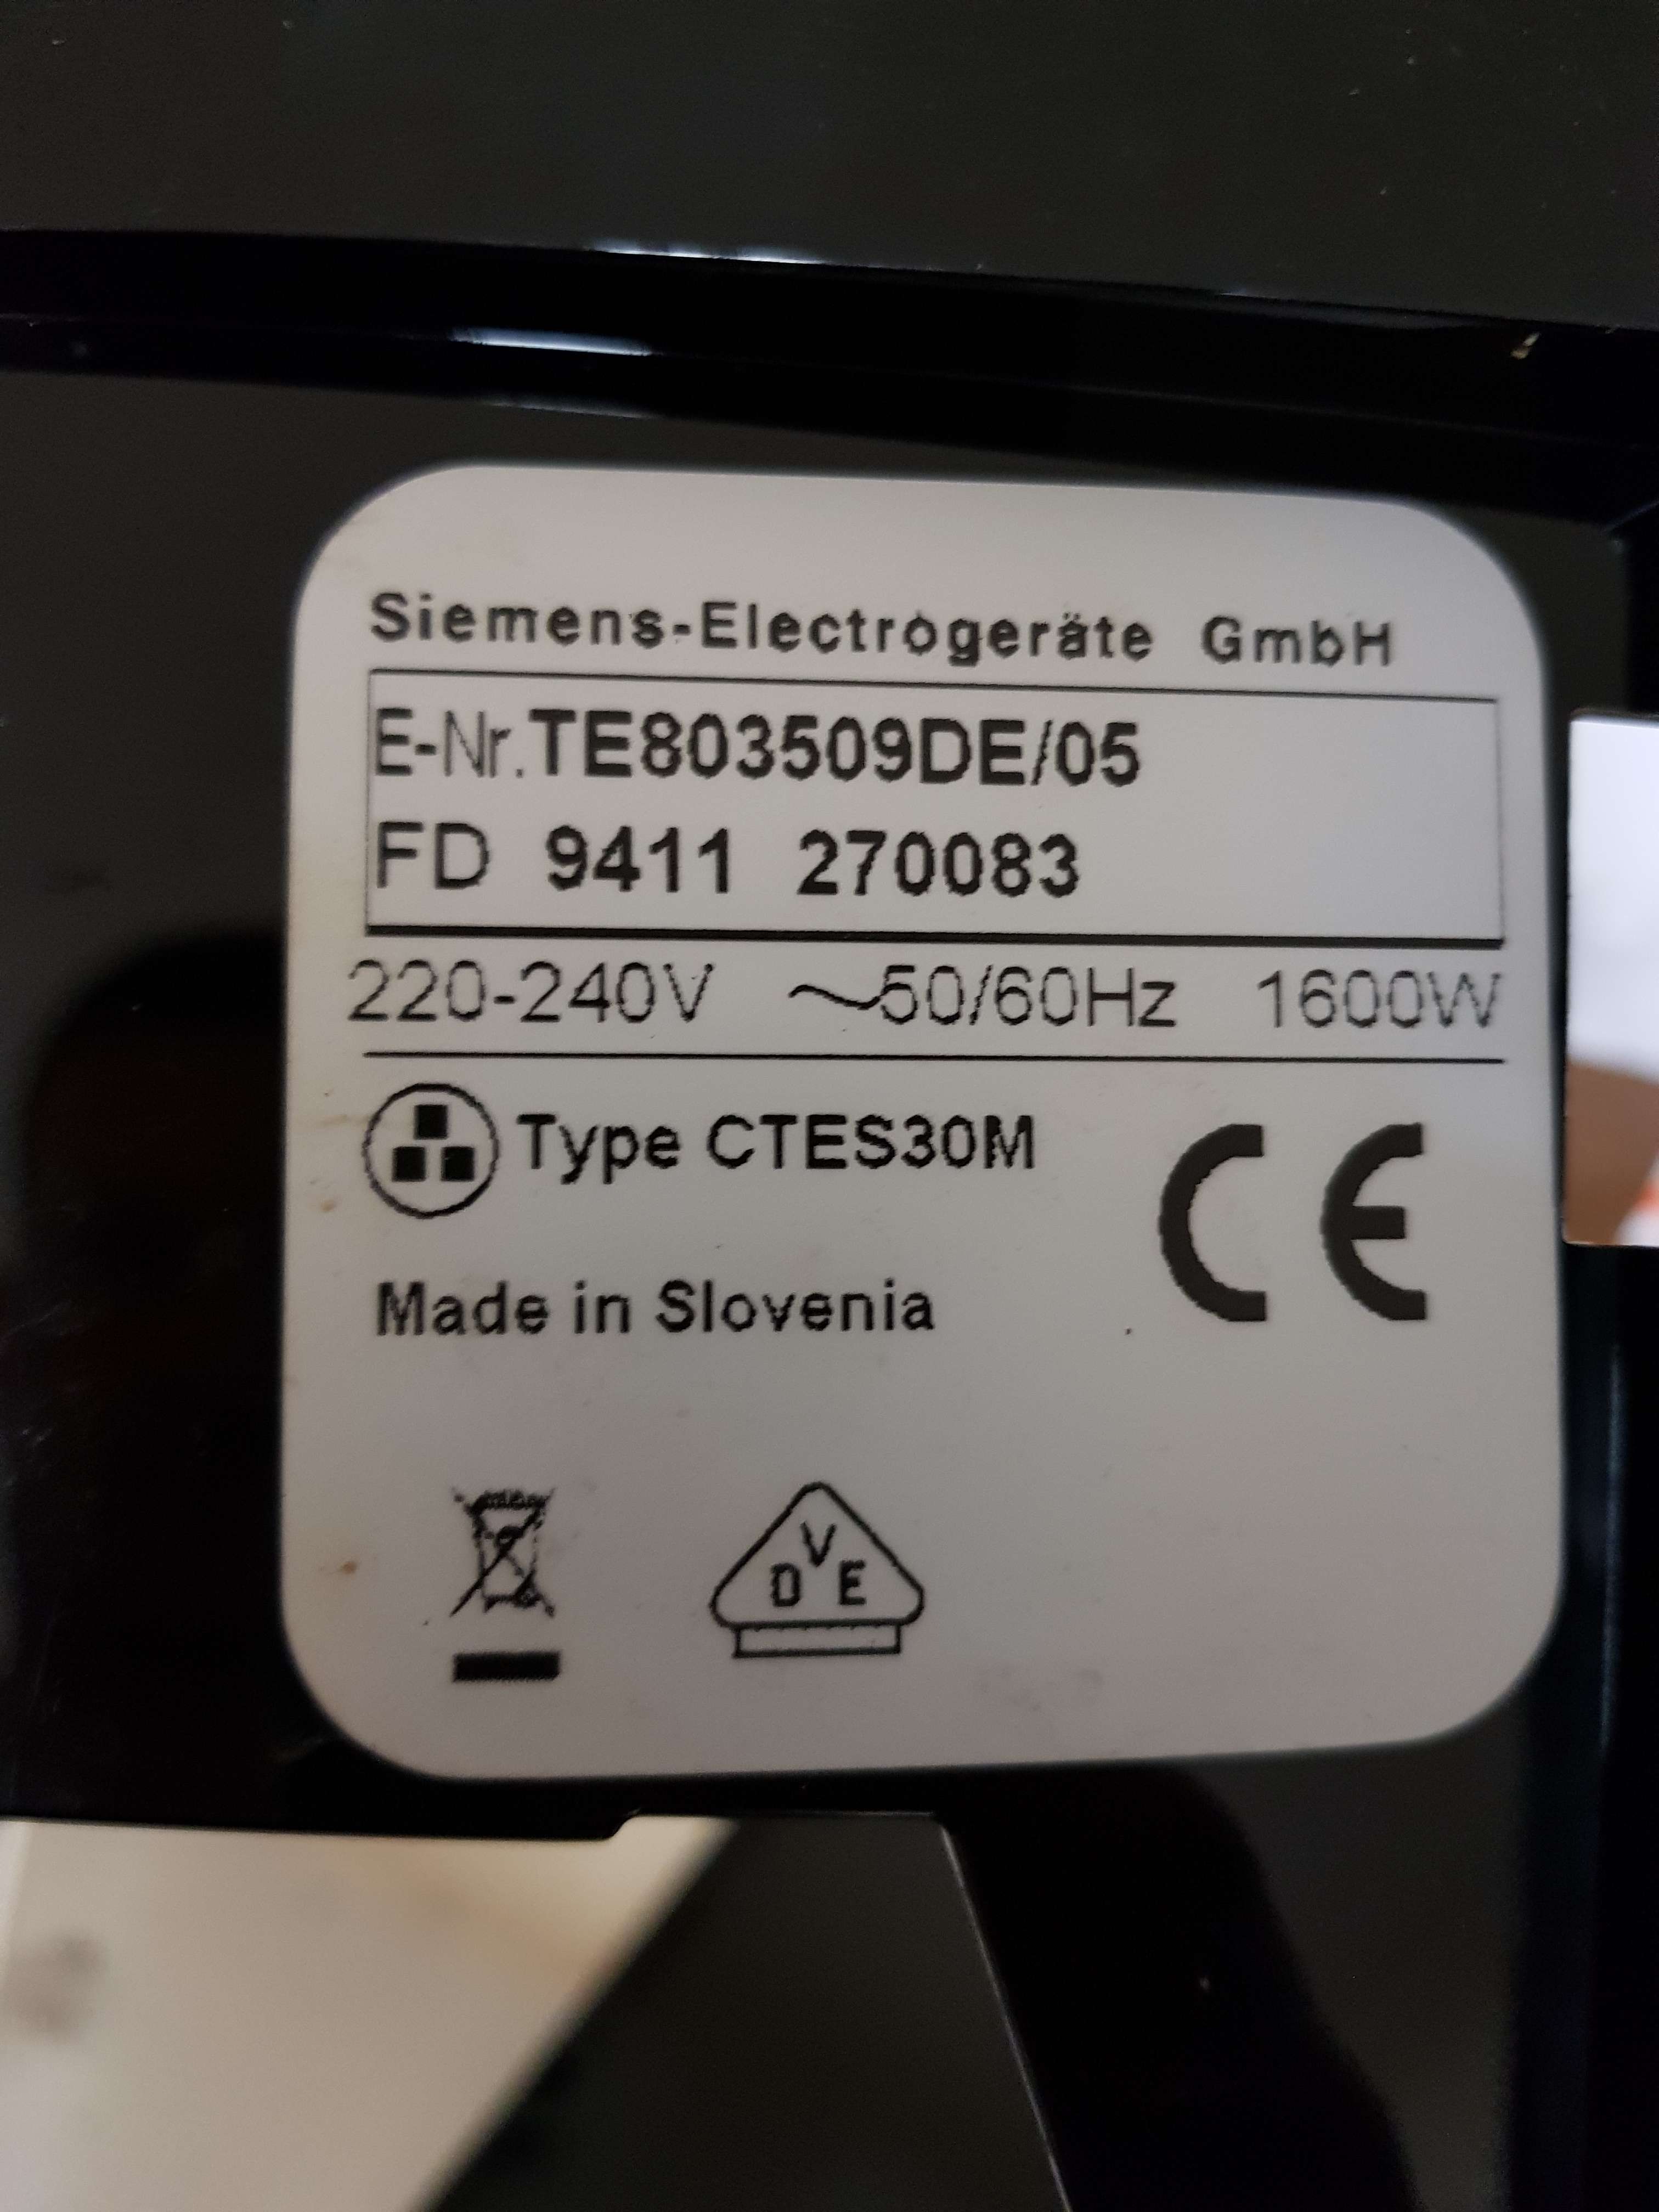 Siemens-Electrogeräte GmbH
E-Nr.TE803509DE/05
FD 9411 270083
220-240V ~50/60Hz 1600W
Type CTES30M
CE
Made in Slovenia
DVE